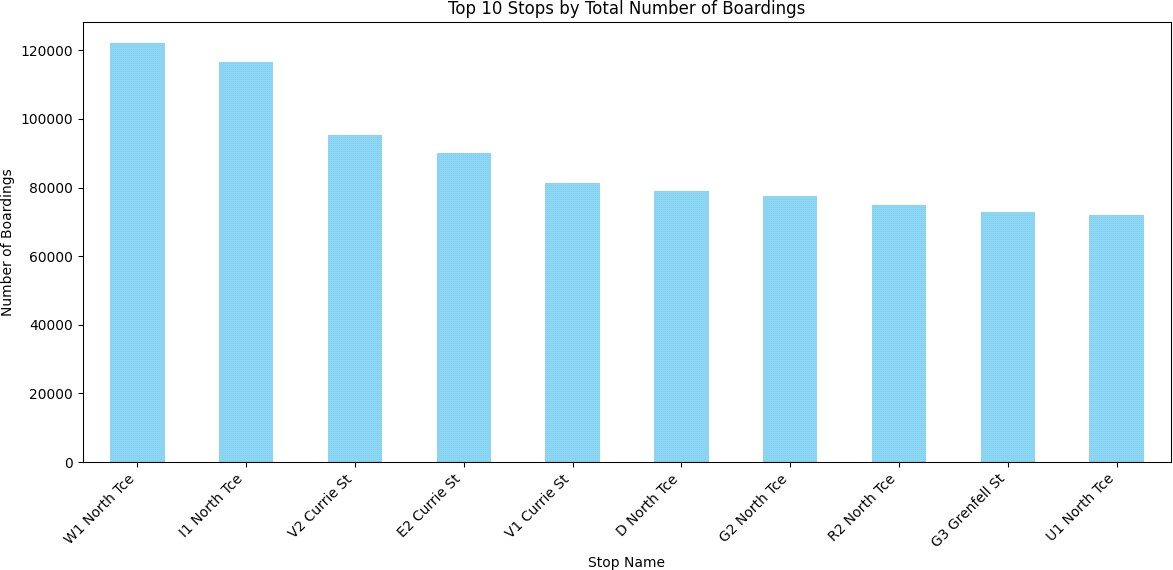 Top 10 Stops by Total Number of Boardings
Number of Boardings
120000
100000
80000
60000
40000
20000
0
W1 North Tce
I1 North Tce
V2 Currie St
E2 Currie St
V1 Currie St
D North Tce
G2 North Tce
R2 North Tce
G3 Grenfell St
U1 North Tce
Stop Name